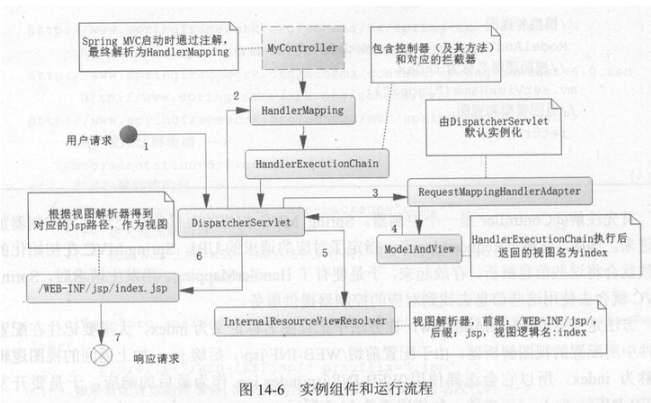 Spring MVC启动时通过注解，
最终解析为HandlerMapping
MyController
包含控制器（及其方法）
和对应的拦截器
2
HandlerMapping
用户请求
1
由DispatcherServlet
默认实例化
HandlerExecutionChain
3
RequestMappingHandlerAdapter
根据视图解析器得到
对应的jsp路径，作为视图
DispatcherServlet
4
ModelAndView
HandlerExecutionChain执行后
返回的视图名为index
6
5
/WEB-INF/jsp/index.jsp
InternalResourceViewResolver
视图解析器，前缀：/WEB-INF/jsp/，
后缀：jsp，视图逻辑名：index
7
响应请求
图 14-6 实例组件和运行流程